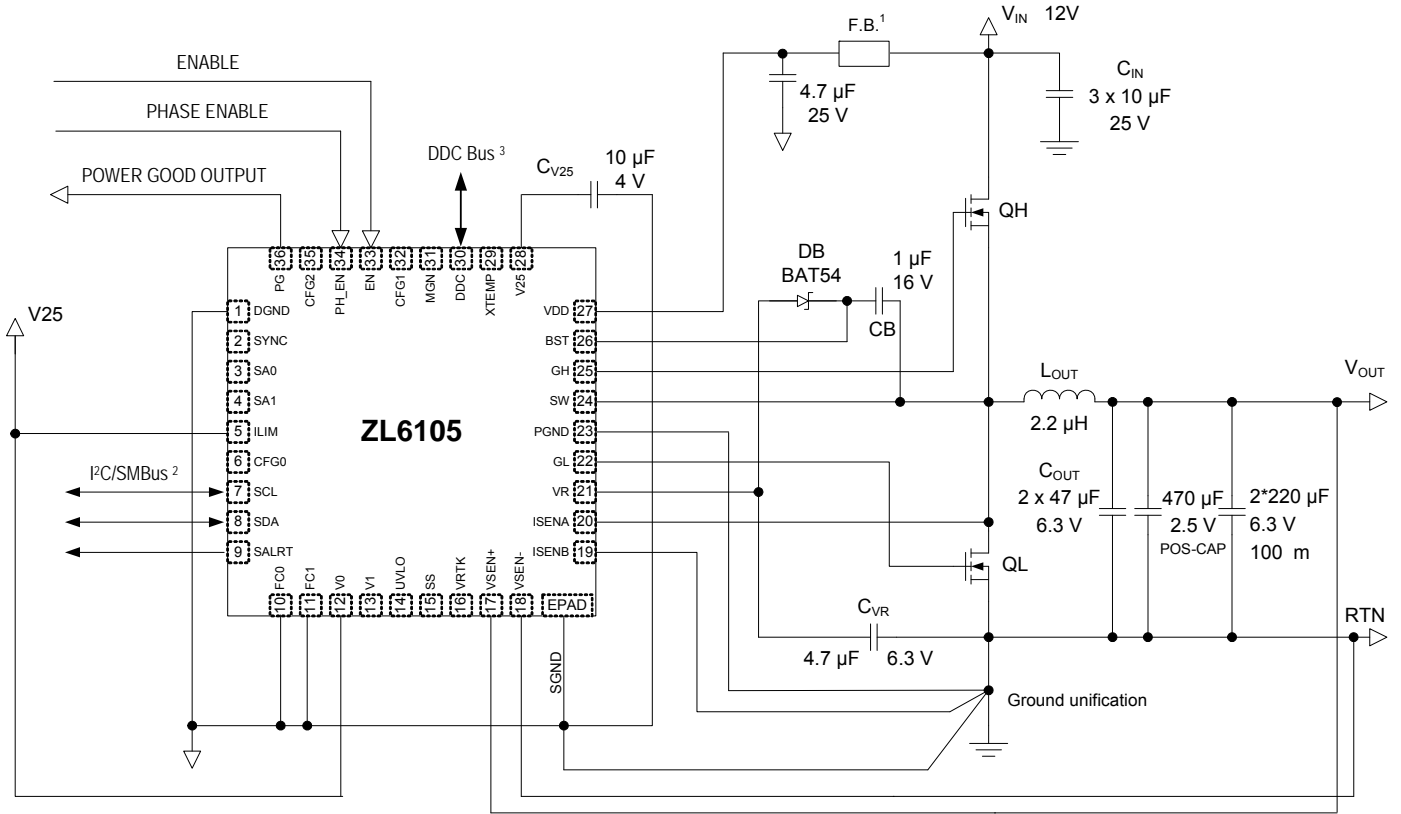 F.B.¹
V_IN 12V
ENABLE
4.7 µF
25 V
C_IN
3 x 10 µF
25 V
PHASE ENABLE
DDC Bus ³
C_V25
10 µF
4 V
POWER GOOD OUTPUT
QH
36 35 34 33 32 31 30 29 28
PG CFG2 PH_EN EN CFG1 MGN DDC XTEMP V25
DB
BAT54
1 µF
16 V
CB
V25
1 DGND
2 SYNC
3 SA0
4 SA1
5 ILIM
6 CFG0
7 SCL
8 SDA
9 SALRT
I²C/SMBus ²
ZL6105
VDD 27
BST 26
GH 25
SW 24
PGND 23
GL 22
VR 21
ISENA 20
ISENB 19
L_OUT
2.2 µH
V_OUT
C_OUT
2 x 47 µF
6.3 V
470 µF
2.5 V
POS-CAP
2*220 µF
6.3 V
100 m
QL
FC0 FC1 V0 V1 UVLO SS VRTK VSEN+ VSEN-
10 11 12 13 14 15 16 17 18
EPAD
C_VR
4.7 µF 6.3 V
RTN
SGND
Ground unification